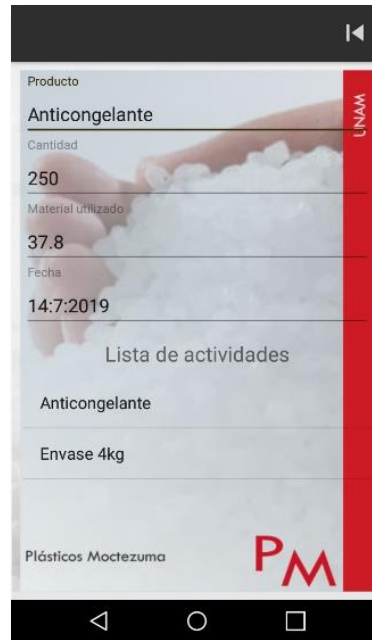 Producto
UNAM
Anticongelante
Cantidad
250
Material utilizado
37.8
Fecha
14:7:2019
Lista de actividades
Anticongelante
Envase 4kg
Plásticos Moctezuma
PM